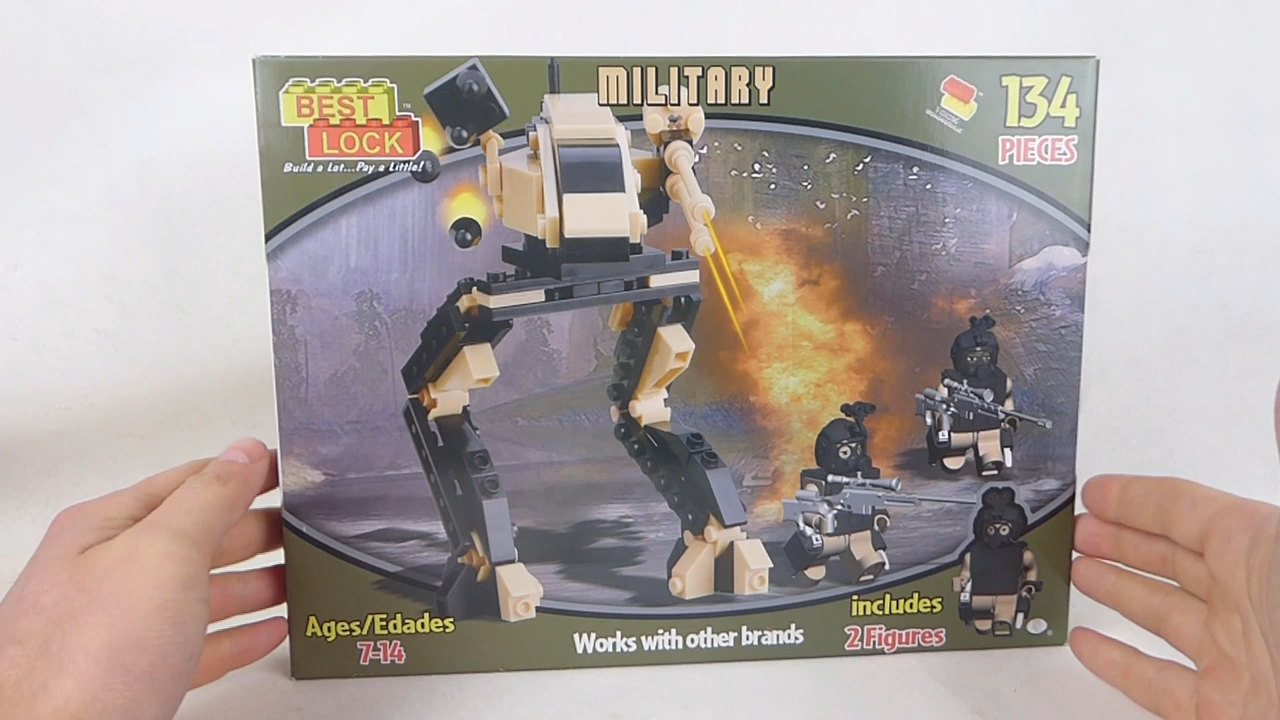 MILITARY
BEST
LOCK
TM
Build a Lot...Pay a Little!
134
PIECES
Ages/Edades
7-14
Works with other brands
includes
2 Figures